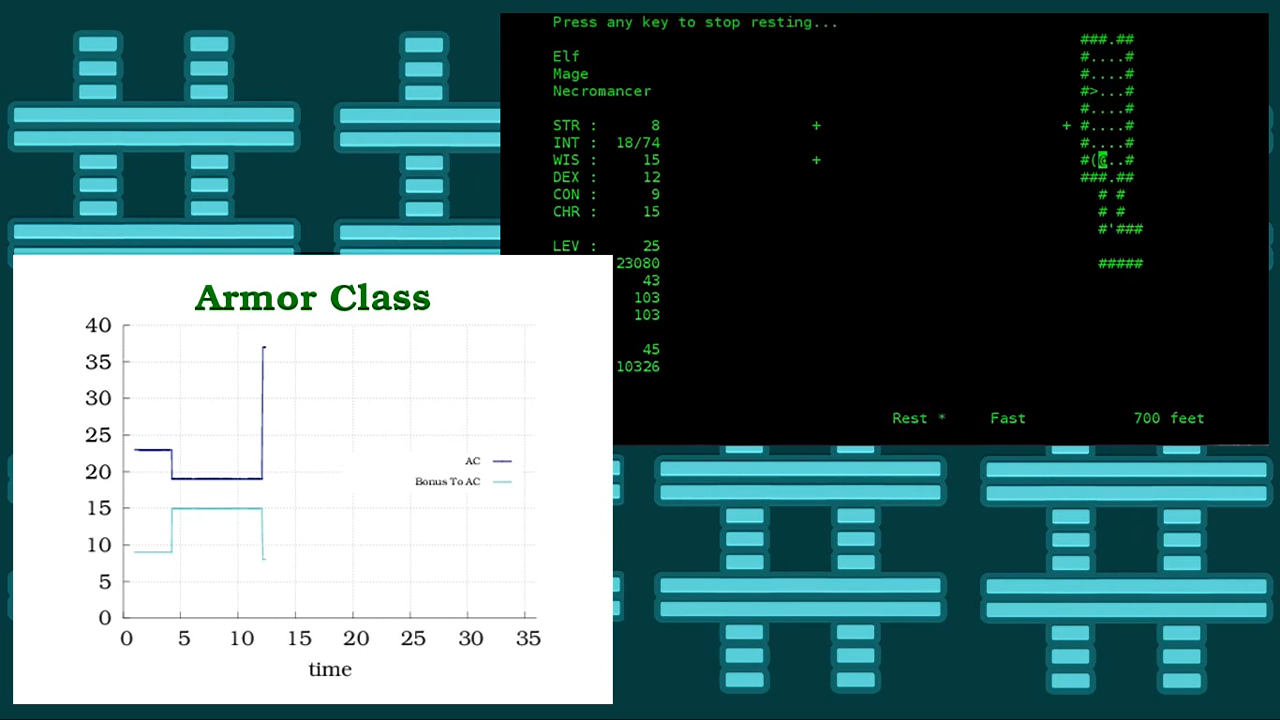 Press any key to stop resting...
###.##
Elf #....#
Mage #....#
Necromancer #>...#
#....#
STR : 8 + + #....#
INT : 18/74 #....#
WIS : 15 + #(@..#
DEX : 12 ###.##
CON : 9 # #
CHR : 15 # #
#'###
LEV : 25
23080 #####
43
103
103
45
10326
Rest * Fast 700 feet
Armor Class
40
35
30
25
20
15
10
5
0
AC
Bonus To AC
0 5 10 15 20 25 30 35
time